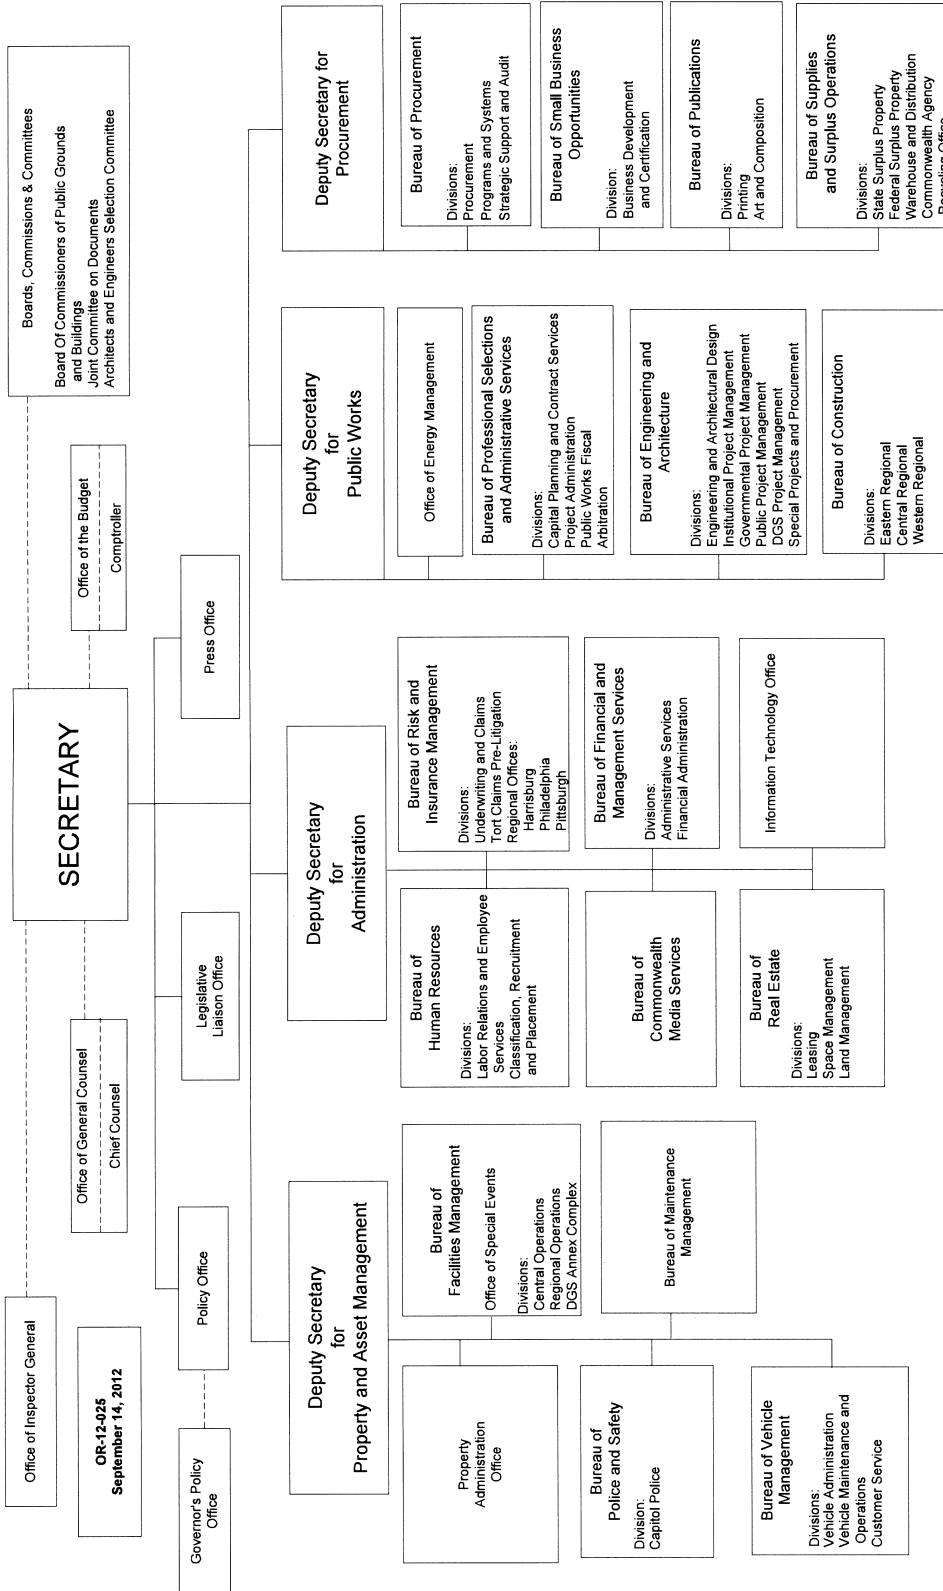 Office of Inspector General
OR-12-025
September 14, 2012
SECRETARY
Boards, Commissions & Committees
Board Of Commissioners of Public Grounds
and Buildings
Joint Committee on Documents
Architects and Engineers Selection Committee
Office of General Counsel
Chief Counsel
Office of the Budget
Comptroller
Governor's Policy
Office
Policy Office
Legislative
Liaison Office
Press Office
Deputy Secretary
for
Property and Asset Management
Property
Administration
Office
Bureau of
Facilities Management
Office of Special Events
Divisions:
Central Operations
Regional Operations
DGS Annex Complex
Bureau of
Police and Safety
Division:
Capitol Police
Bureau of Maintenance
Management
Bureau of Vehicle
Management
Divisions:
Vehicle Administration
Vehicle Maintenance and
Operations
Customer Service
Deputy Secretary
for
Administration
Bureau of
Human Resources
Divisions:
Labor Relations and Employee
Services
Classification, Recruitment
and Placement
Bureau of Risk and
Insurance Management
Divisions:
Underwriting and Claims
Tort Claims Pre-Litigation
Regional Offices:
Harrisburg
Philadelphia
Pittsburgh
Bureau of
Commonwealth
Media Services
Bureau of Financial and
Management Services
Divisions:
Administrative Services
Financial Administration
Bureau of
Real Estate
Divisions:
Leasing
Space Management
Land Management
Information Technology Office
Deputy Secretary
for
Public Works
Office of Energy Management
Bureau of Professional Selections
and Administrative Services
Divisions:
Capital Planning and Contract Services
Project Administration
Public Works Fiscal
Arbitration
Bureau of Engineering and
Architecture
Divisions:
Engineering and Architectural Design
Institutional Project Management
Governmental Project Management
Public Project Management
DGS Project Management
Special Projects and Procurement
Bureau of Construction
Divisions:
Eastern Regional
Central Regional
Western Regional
Deputy Secretary for
Procurement
Bureau of Procurement
Divisions:
Procurement
Programs and Systems
Strategic Support and Audit
Bureau of Small Business
Opportunities
Division:
Business Development
and Certification
Bureau of Publications
Divisions:
Printing
Art and Composition
Bureau of Supplies
and Surplus Operations
Divisions:
State Surplus Property
Federal Surplus Property
Warehouse and Distribution
Commonwealth Agency
Recycling Office